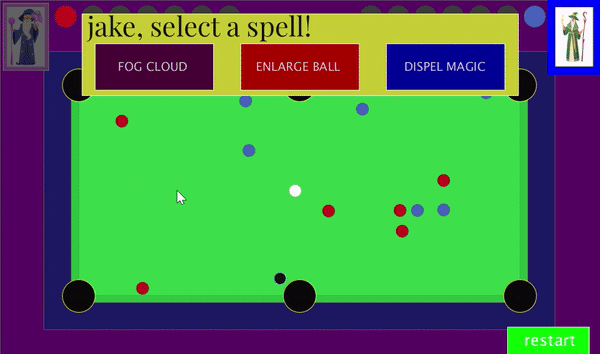 jake, select a spell!
FOG CLOUD
ENLARGE BALL
DISPEL MAGIC
restart